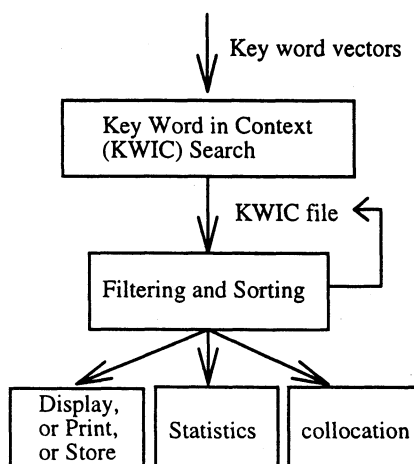 Key word vectors
Key Word in Context
(KWIC) Search
KWIC file
Filtering and Sorting
Display,
or Print,
or Store
Statistics
collocation